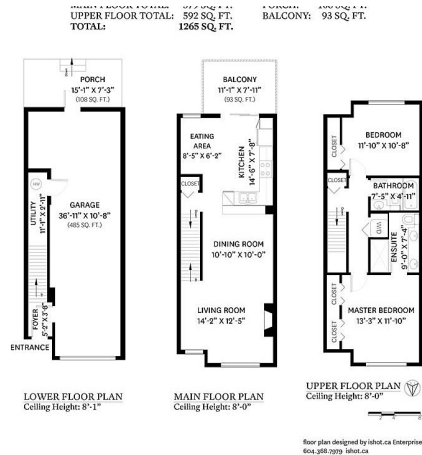 UPPER FLOOR TOTAL: 592 SQ. FT.
BALCONY: 93 SQ. FT.
TOTAL: 1265 SQ. FT.
PORCH
15'-1" X 7'-3"
(108 SQ. FT.)
UTILITY
11'-1" X 2'-11"
GARAGE
36'-11" X 10'-8"
(485 SQ. FT.)
FOYER
5'-2" X 3'-6"
ENTRANCE
LOWER FLOOR PLAN
Ceiling Height: 8'-1"
BALCONY
11'-1" X 7'-11"
(93 SQ. FT.)
EATING
AREA
8'-5" X 6'-2"
KITCHEN
14'-6" X 7'-8"
CLOSET
DINING ROOM
10'-10" X 10'-0"
LIVING ROOM
14'-2" X 12'-5"
MAIN FLOOR PLAN
Ceiling Height: 8'-0"
CLOSET
BEDROOM
11'-10" X 10'-8"
CLOSET
BATHROOM
7'-5" X 4'-11"
W/D
ENSUITE
9'-0" X 7'-4"
CLOSET
CLOSET
MASTER BEDROOM
13'-3" X 11'-10"
UPPER FLOOR PLAN
Ceiling Height: 8'-0"
floor plan designed by ishot.ca Enterprise
604.368.7979 ishot.ca